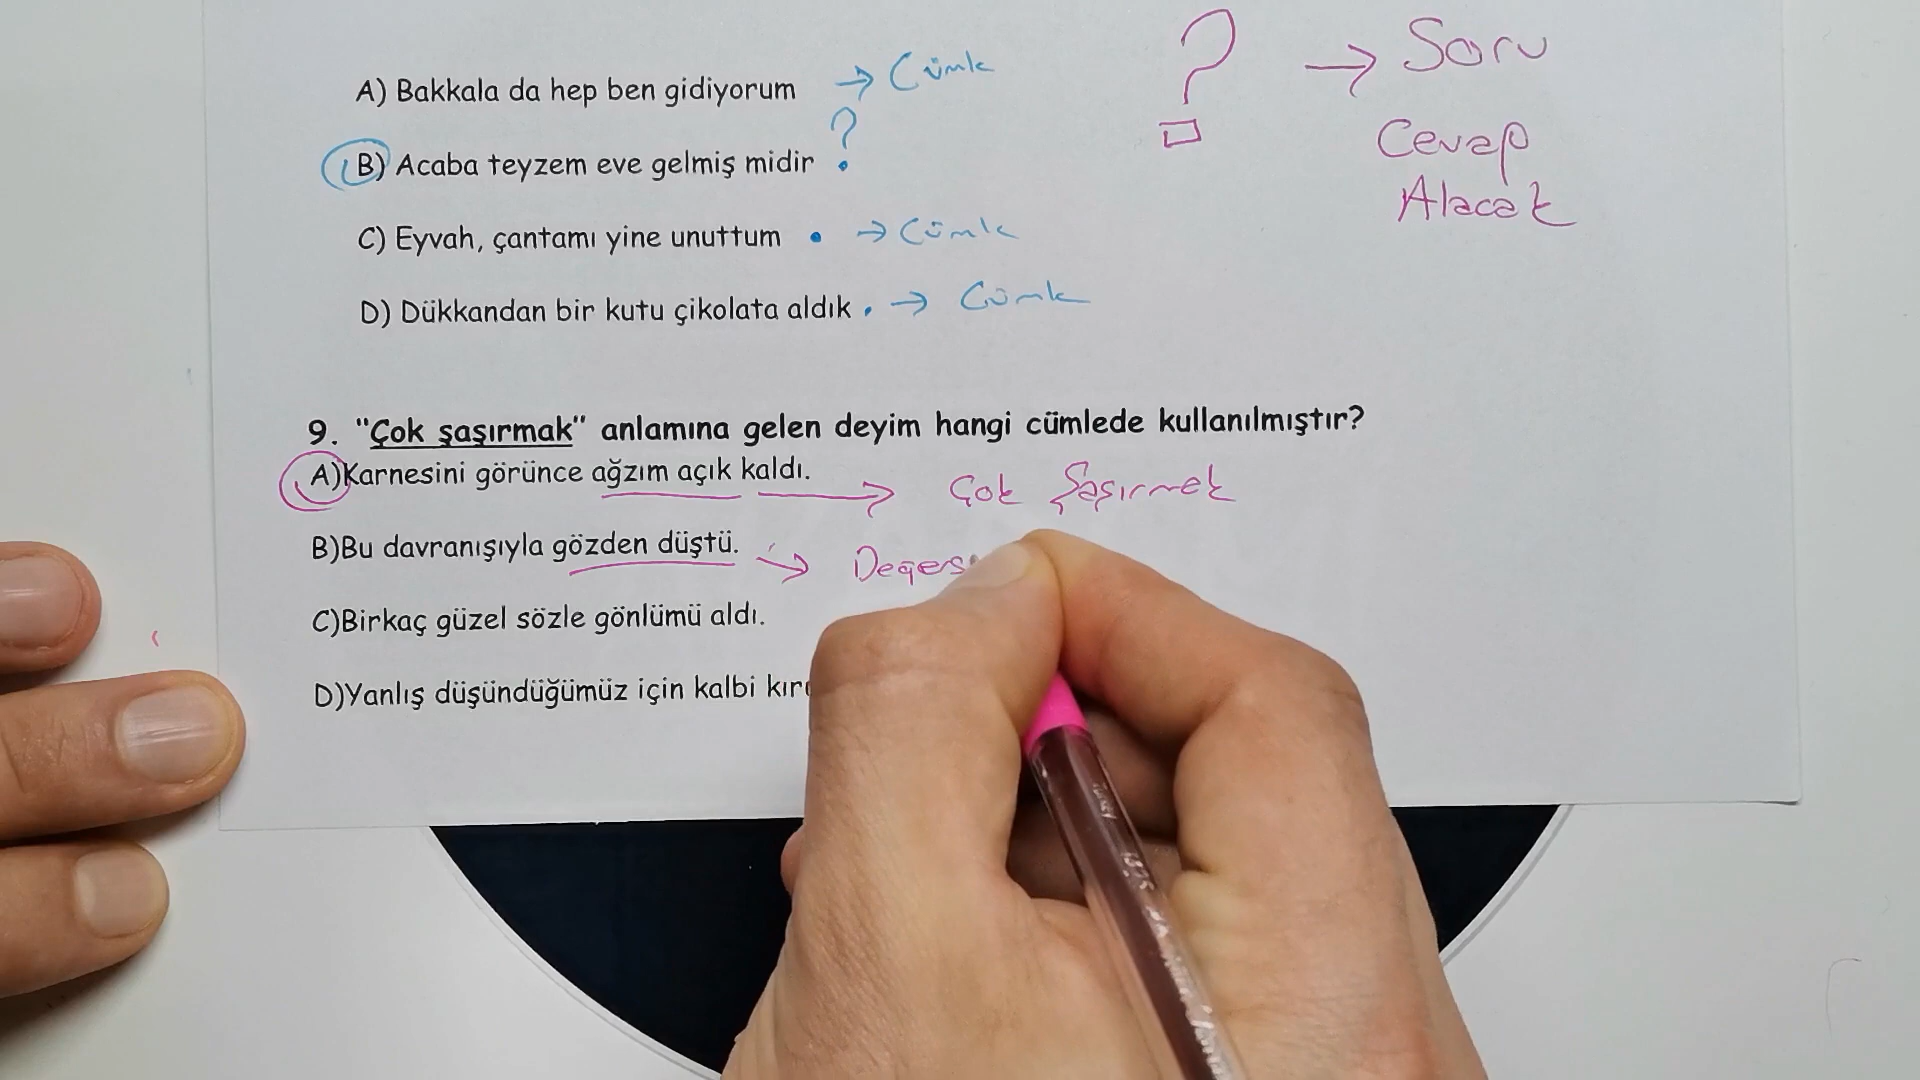 A) Bakkala da hep ben gidiyorum → Cümle
? → Soru
Cevap
Alacak
B) Acaba teyzem eve gelmiş midir ?
C) Eyvah, çantamı yine unuttum . → Cümle
D) Dükkandan bir kutu çikolata aldık . → Cümle
9. "Çok şaşırmak" anlamına gelen deyim hangi cümlede kullanılmıştır?
A)Karnesini görünce ağzım açık kaldı. → Çok Şaşırmak
B)Bu davranışıyla gözden düştü. →
C)Birkaç güzel sözle gönlümü aldı.
D)Yanlış düşündüğümüz için kalbi